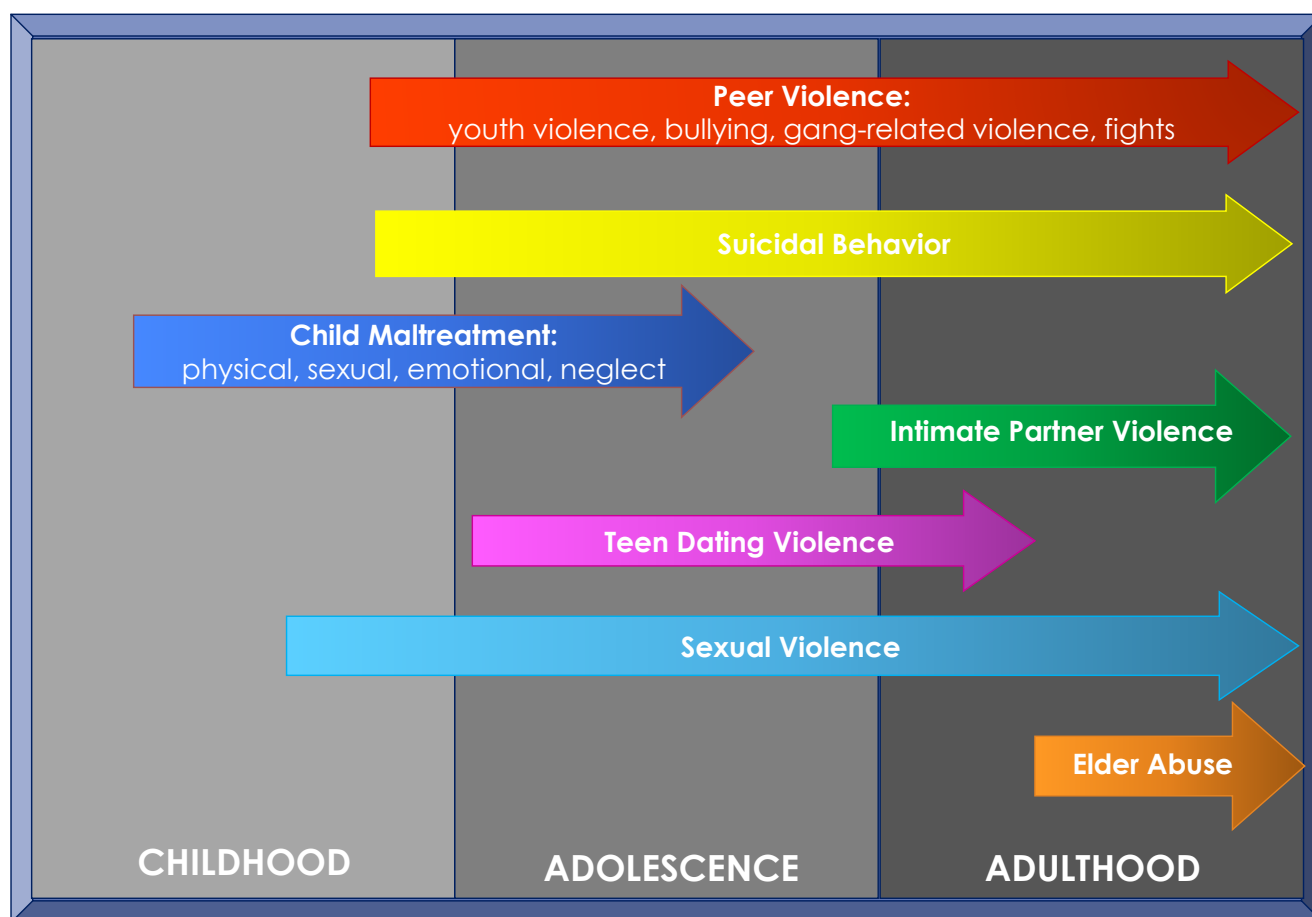 Peer Violence:
youth violence, bullying, gang-related violence, fights
Suicidal Behavior
Child Maltreatment:
physical, sexual, emotional, neglect
Intimate Partner Violence
Teen Dating Violence
Sexual Violence
Elder Abuse
CHILDHOOD
ADOLESCENCE
ADULTHOOD